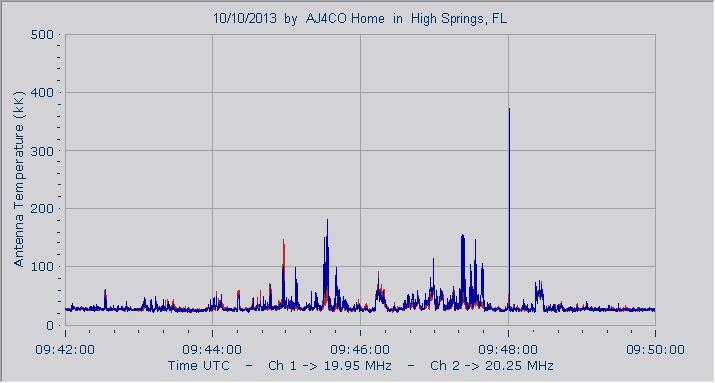 10/10/2013 by AJ4CO Home in High Springs, FL
500
400
300
200
100
0
Antenna Temperature (kK)
09:42:00 09:44:00 09:46:00 09:48:00 09:50:00
Time UTC - Ch 1 -> 19.95 MHz - Ch 2 -> 20.25 MHz